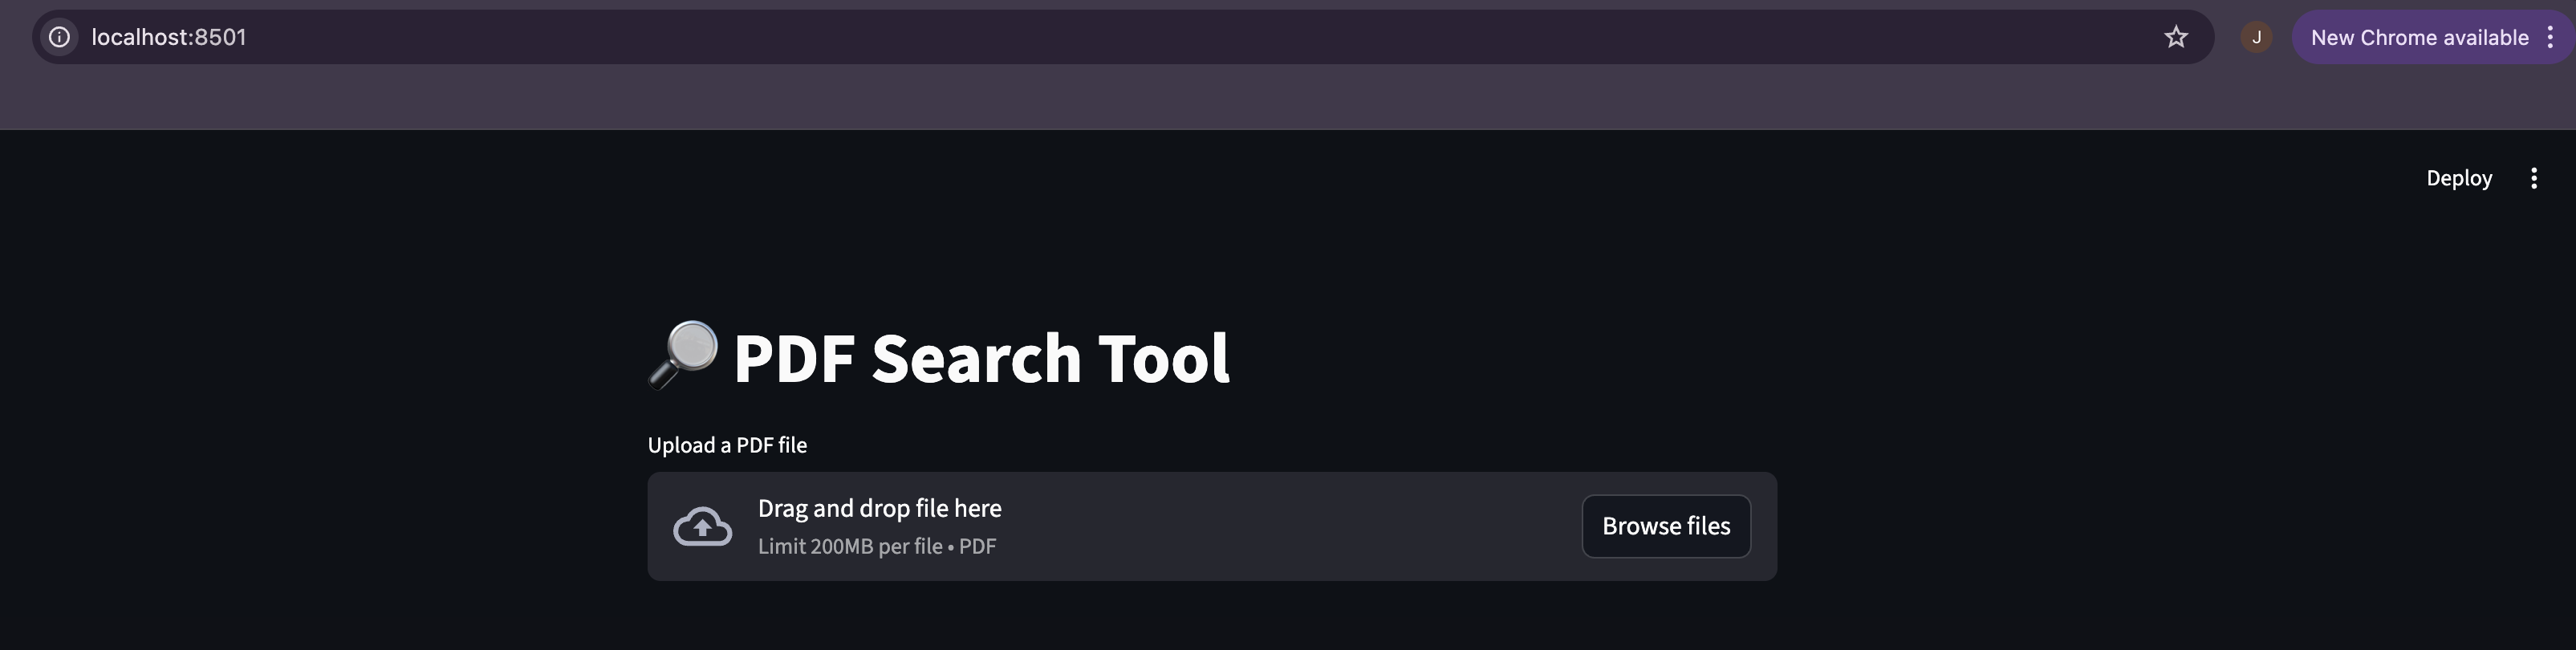 localhost:8501
J
New Chrome available
Deploy
PDF Search Tool
Upload a PDF file
Drag and drop file here
Limit 200MB per file • PDF
Browse files